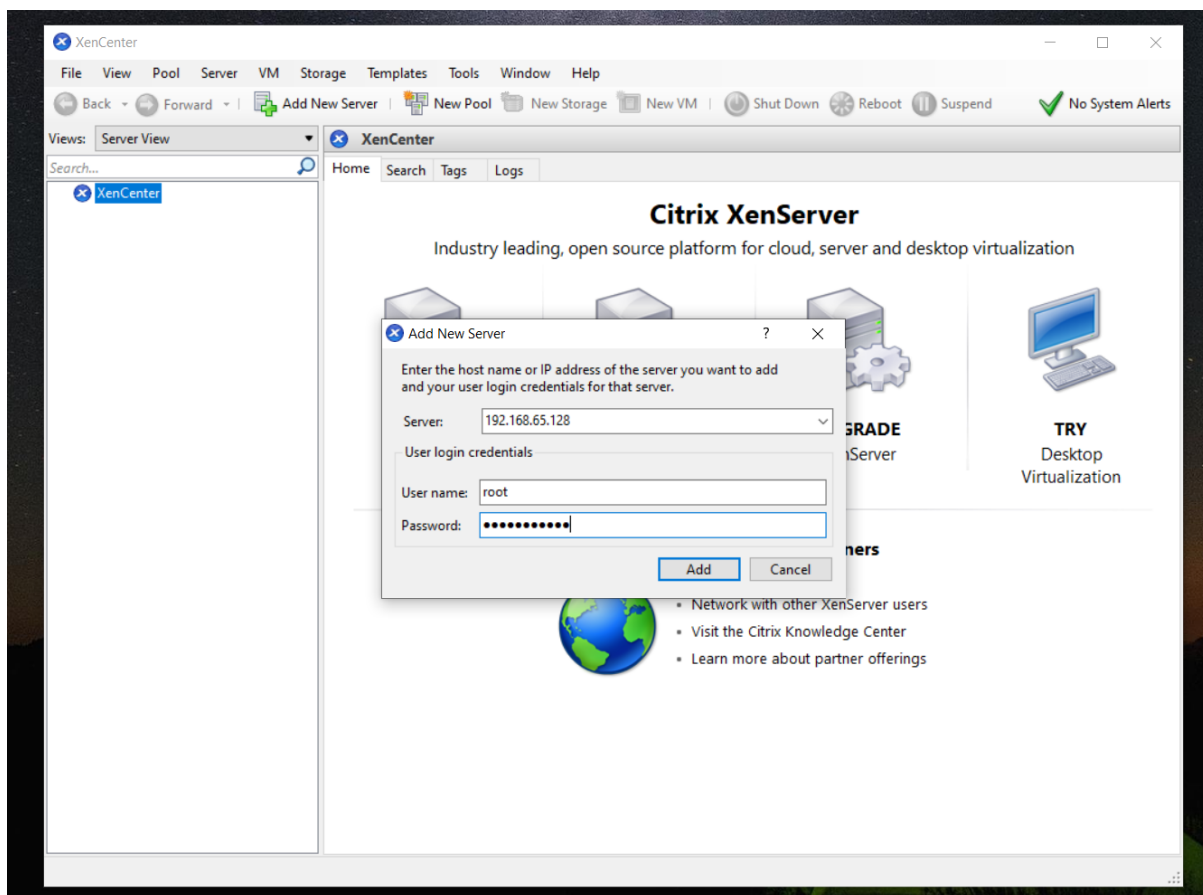 XenCenter
File View Pool Server VM Storage Templates Tools Window Help
Back Forward Add New Server New Pool New Storage New VM Shut Down Reboot Suspend No System Alerts
Views: Server View
XenCenter
Search...
Home Search Tags Logs
XenCenter
Citrix XenServer
Industry leading, open source platform for cloud, server and desktop virtualization
Add New Server
Enter the host name or IP address of the server you want to add
and your user login credentials for that server.
Server: 192.168.65.128
User login credentials
User name: root
Password: ●●●●●●●●●●●
Add Cancel
TRY
Desktop
Virtualization
Network with other XenServer users
Visit the Citrix Knowledge Center
Learn more about partner offerings